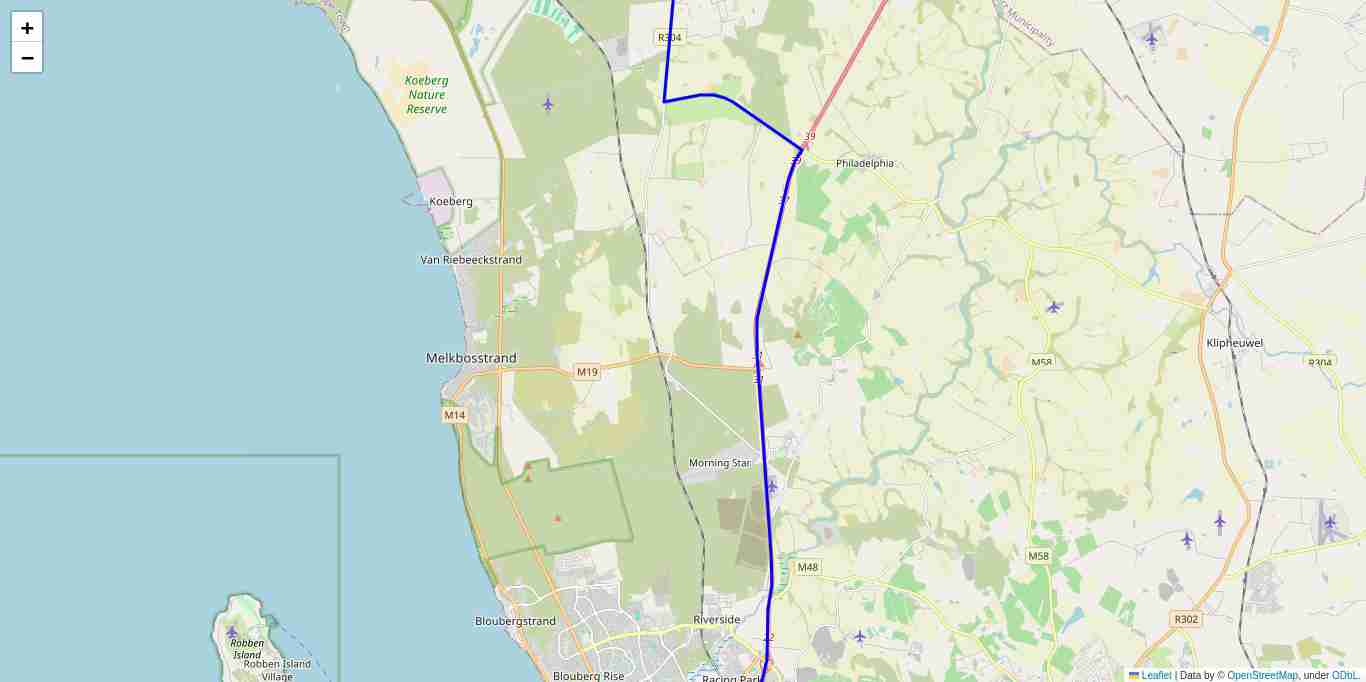 +
−
R304
39
Koeberg
Nature
Reserve
Philadelphia
Koeberg
Van Riebeeckstrand
Melkbosstrand
M19
M14
Klipheuwel
M58
R304
Morning Star
M58
M48
R302
Bloubergstrand
Riverside
Robben
Island
Robben Island
Village
Blouberg Rise
Racing Park
Leaflet | Data by © OpenStreetMap, under ODbL.